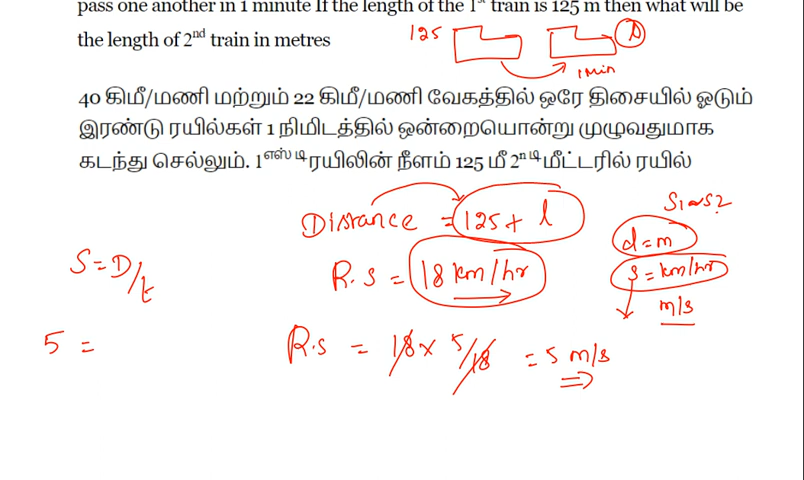 pass one another in 1 minute If the length of the 1st train is 125 m then what will be
the length of 2nd train in metres
125
l
1 min
40 கிமீ/மணி மற்றும் 22 கிமீ/மணி வேகத்தில் ஒரே திசையில் ஓடும்
இரண்டு ரயில்கள் 1 நிமிடத்தில் ஒன்றையொன்று முழுவதுமாக
கடந்து செல்லும். 1எஸ் டி ரயிலின் நீளம் 125 மீ 2ன டி மீட்டரில் ரயில்
S1~S2
Distance = 125 + l
d = m
S = D/t
R.S = 18 km/hr
s = km/hr
m/s
5 =
R.s = 18 x 5/18 = 5 m/s
⇒